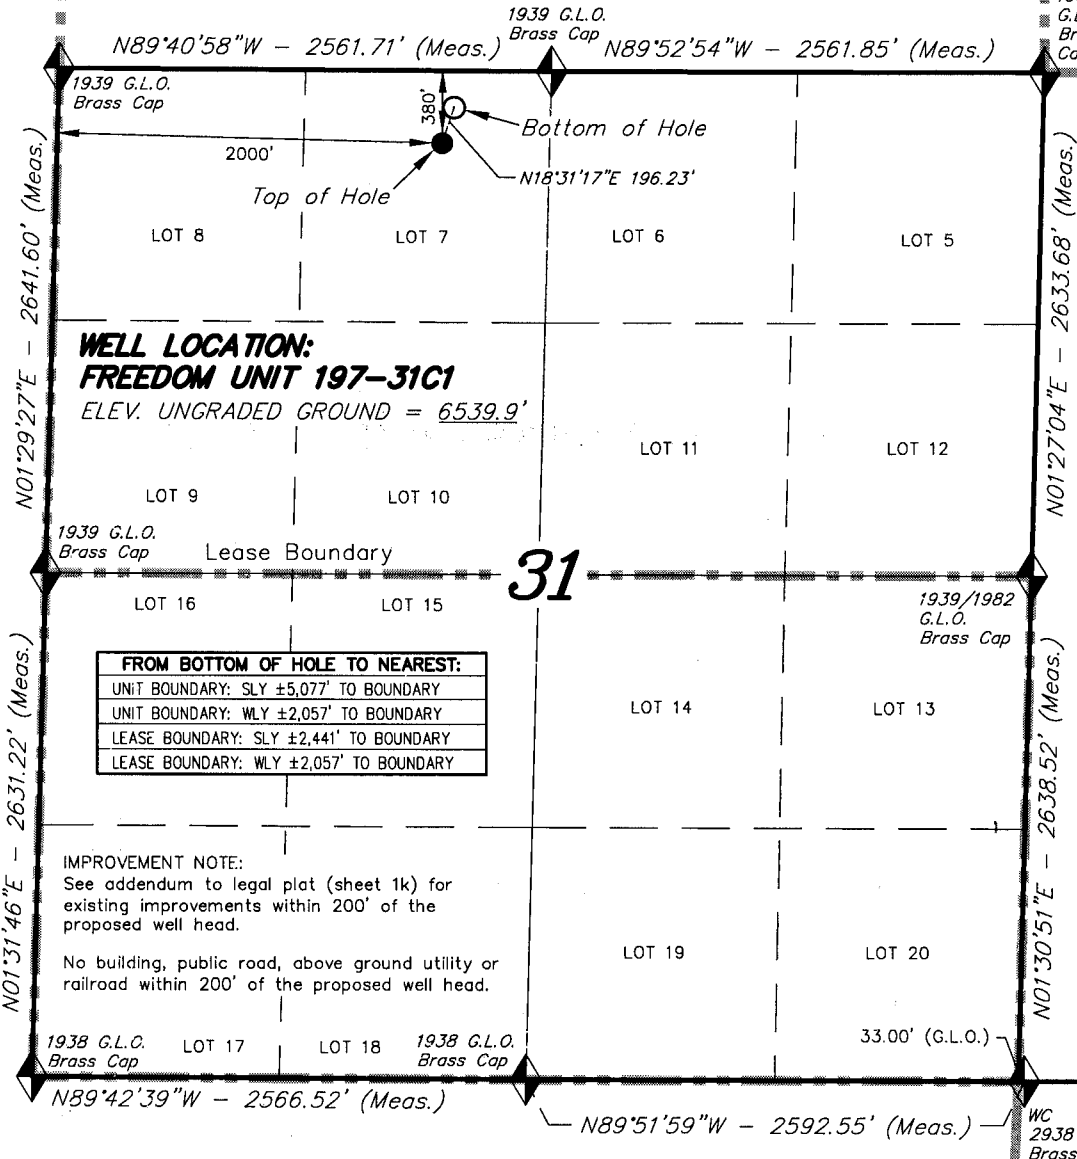 1939 G.L.O.
Brass Cap
N89°40'58"W - 2561.71' (Meas.)
N89°52'54"W - 2561.85' (Meas.)
G.L
Br
Ca
1939 G.L.O.
Brass Cap
380'
2000'
Bottom of Hole
N18°31'17"E 196.23'
Top of Hole
N01°29'27"E - 2641.60' (Meas.)
N01°27'04"E - 2633.68' (Meas.)
LOT 8
LOT 7
LOT 6
LOT 5
WELL LOCATION:
FREEDOM UNIT 197-31C1
ELEV. UNGRADED GROUND = 6539.9'
LOT 11
LOT 12
LOT 9
LOT 10
1939 G.L.O.
Brass Cap
Lease Boundary
31
LOT 16
LOT 15
1939/1982
G.L.O.
Brass Cap
FROM BOTTOM OF HOLE TO NEAREST:
UNIT BOUNDARY: SLY ±5,077' TO BOUNDARY
UNIT BOUNDARY: WLY ±2,057' TO BOUNDARY
LEASE BOUNDARY: SLY ±2,441' TO BOUNDARY
LEASE BOUNDARY: WLY ±2,057' TO BOUNDARY
LOT 14
LOT 13
N01°31'46"E - 2631.22' (Meas.)
N01°30'51"E - 2638.52' (Meas.)
IMPROVEMENT NOTE:
See addendum to legal plat (sheet 1k) for
existing improvements within 200' of the
proposed well head.
No building, public road, above ground utility or
railroad within 200' of the proposed well head.
LOT 19
LOT 20
33.00' (G.L.O.)
1938 G.L.O.
Brass Cap
LOT 17
LOT 18
1938 G.L.O.
Brass Cap
N89°42'39"W - 2566.52' (Meas.)
N89°51'59"W - 2592.55' (Meas.)
WC
2938
Brass